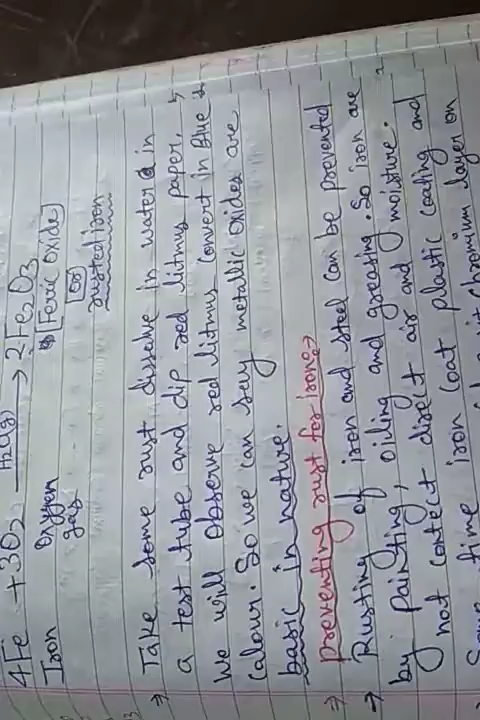 4Fe + 3O2 H2O(g) → 2Fe2O3
Iron Oxygen gas [Ferric oxide]
or
rusted iron
⇒ Take some rust dissolve in water in
a test tube and dip red litmus paper,
We will observe red litmus convert in Blue
Colour. So we can say metallic oxides are
basic in nature.
⇒ Preventing rust for iron→
→ Rusting of iron and steel can be prevented
by Painting, oiling and greasing. So iron are
not contect direct air and moisture.
Some time iron coat plastic coating and
chromium layer on